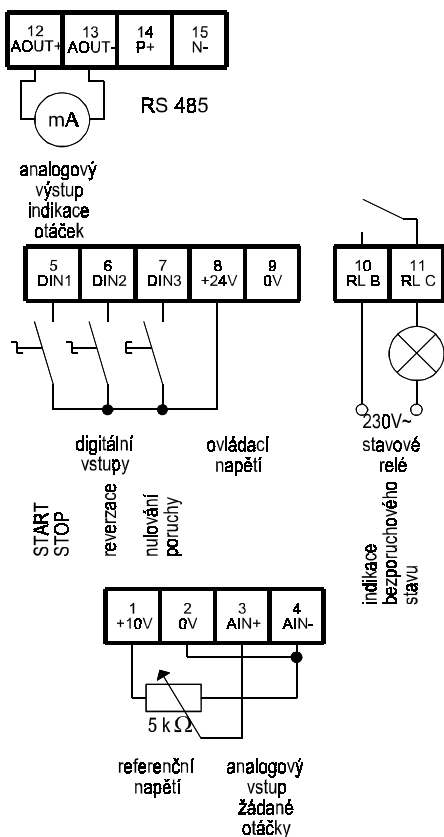 12 13 14 15
AOUT+ AOUT- P+ N-
mA
RS 485
analogový
výstup
indikace
otáček
5 6 7 8 9
DIN1 DIN2 DIN3 +24V 0V
10 11
RL B RL C
230V~
stavové
relé
digitální
vstupy
ovládací
napětí
START
STOP
reverzace
nulování
poruchy
indikace
bezporuchového
stavu
1 2 3 4
+10V 0V AIN+ AIN-
5 k Ω
referenční
napětí
analogový
vstup
žádané
otáčky